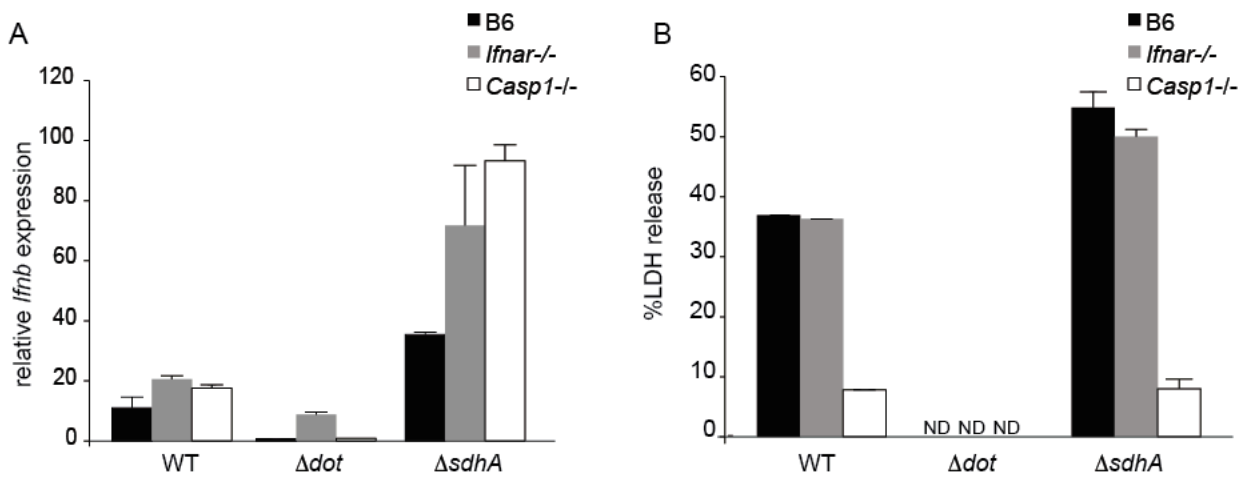 A
B6
Ifnar-/-
Casp1-/-
relative Ifnb expression
120
100
80
60
40
20
0
WT
Δdot
ΔsdhA
B
B6
Ifnar-/-
Casp1-/-
%LDH release
60
50
40
30
20
10
0
ND ND ND
WT
Δdot
ΔsdhA